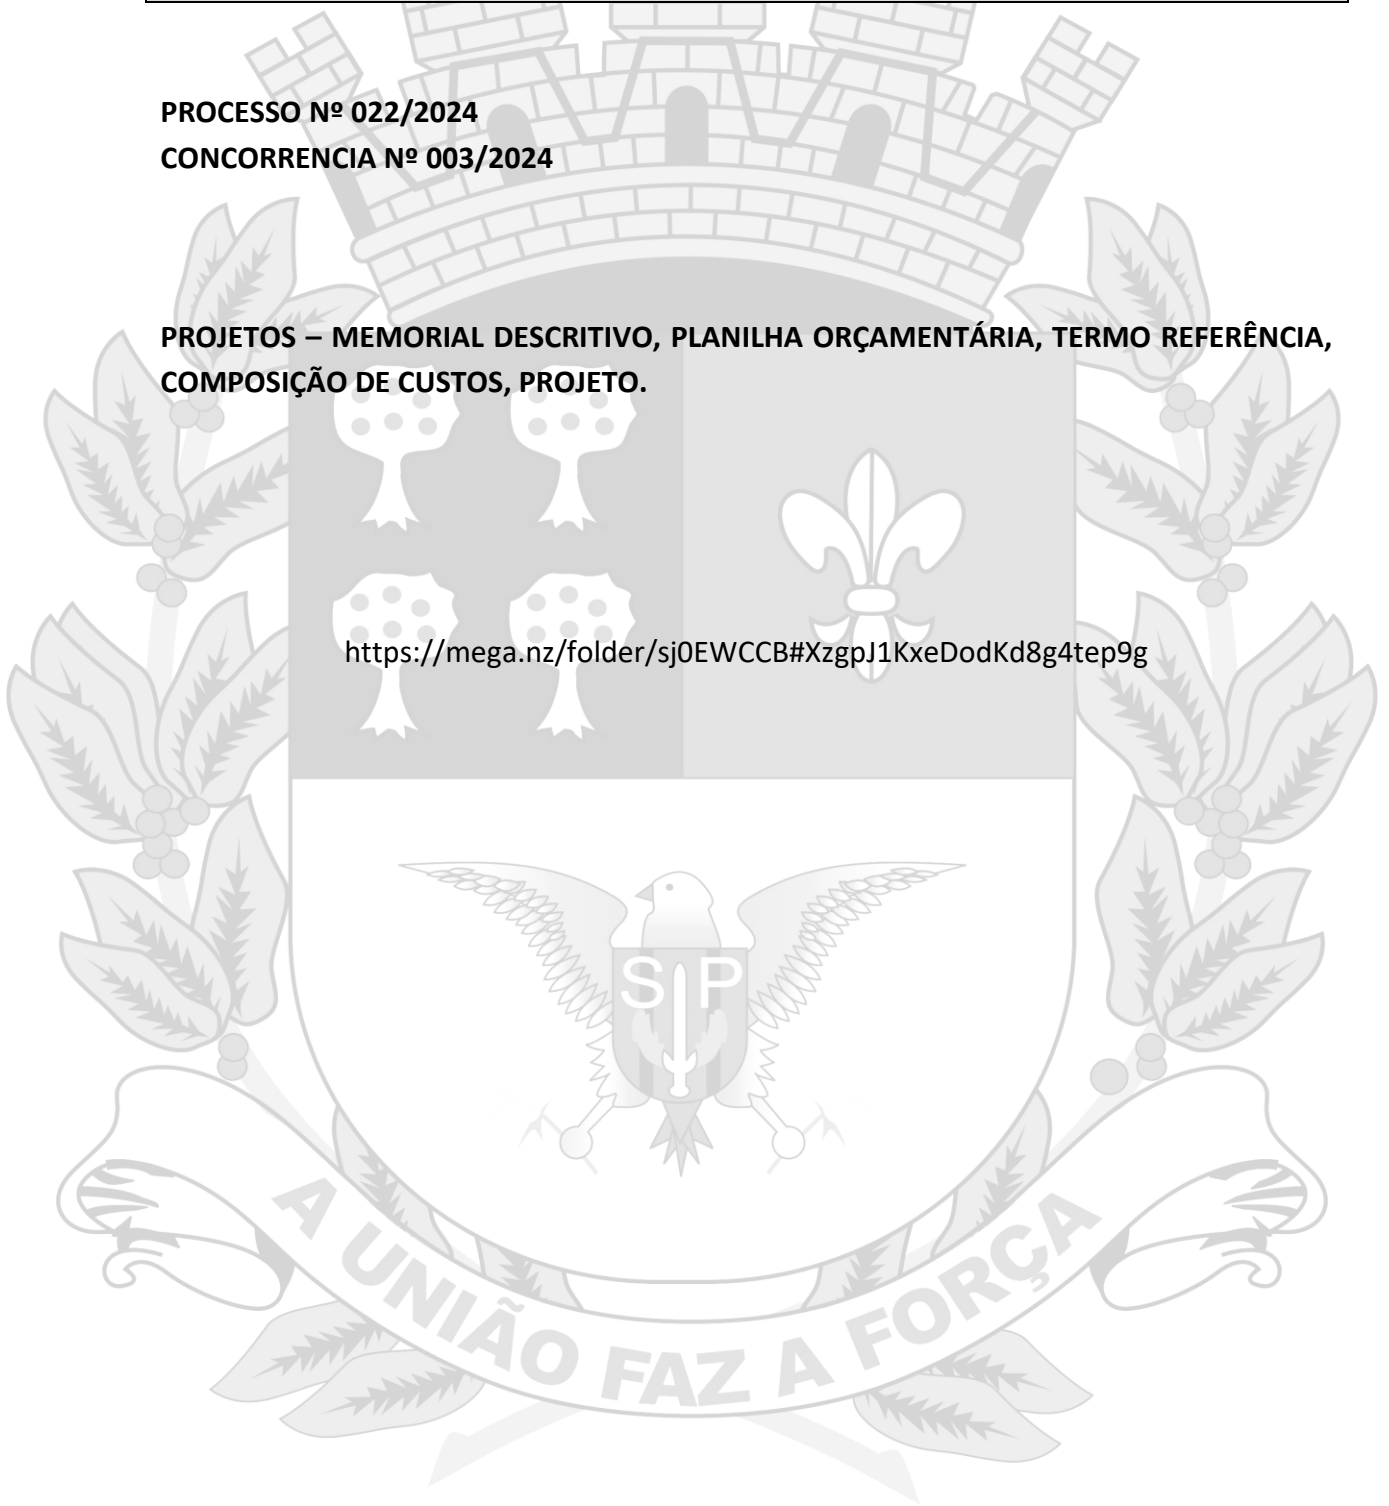 PROCESSO Nº 022/2024
CONCORRENCIA Nº 003/2024
PROJETOS – MEMORIAL DESCRITIVO, PLANILHA ORÇAMENTÁRIA, TERMO REFERÊNCIA,
COMPOSIÇÃO DE CUSTOS, PROJETO.
https://mega.nz/folder/sj0EWCCB#XzgpJ1KxeDodKd8g4tep9g
S P
A UNIÃO FAZ A FORÇA